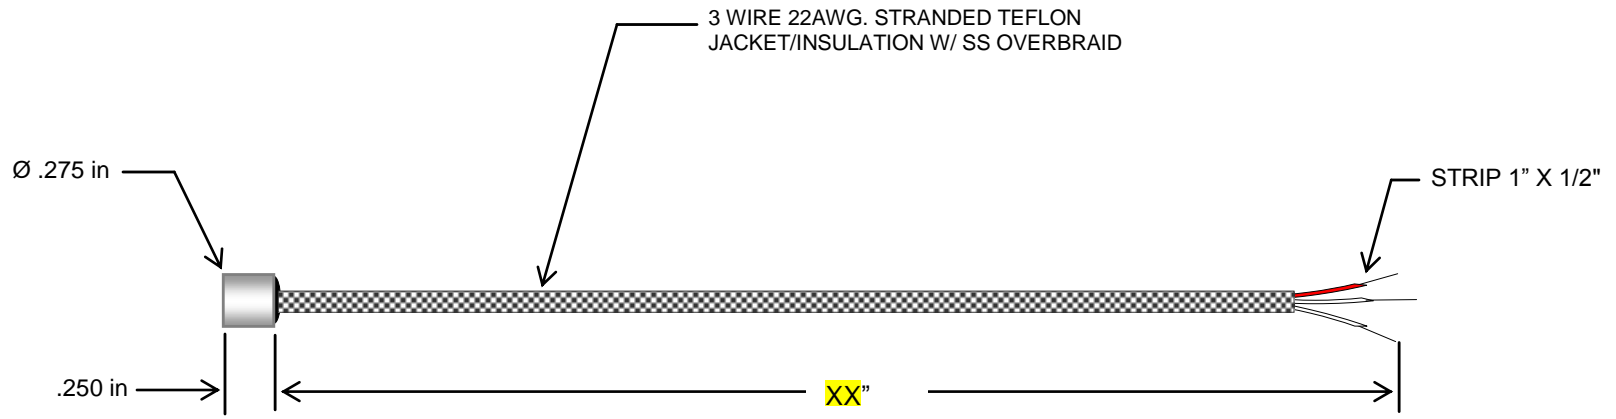 3 WIRE 22AWG. STRANDED TEFLON
JACKET/INSULATION W/ SS OVERBRAID
Ø .275 in
STRIP 1” X 1/2"
.250 in
XX”